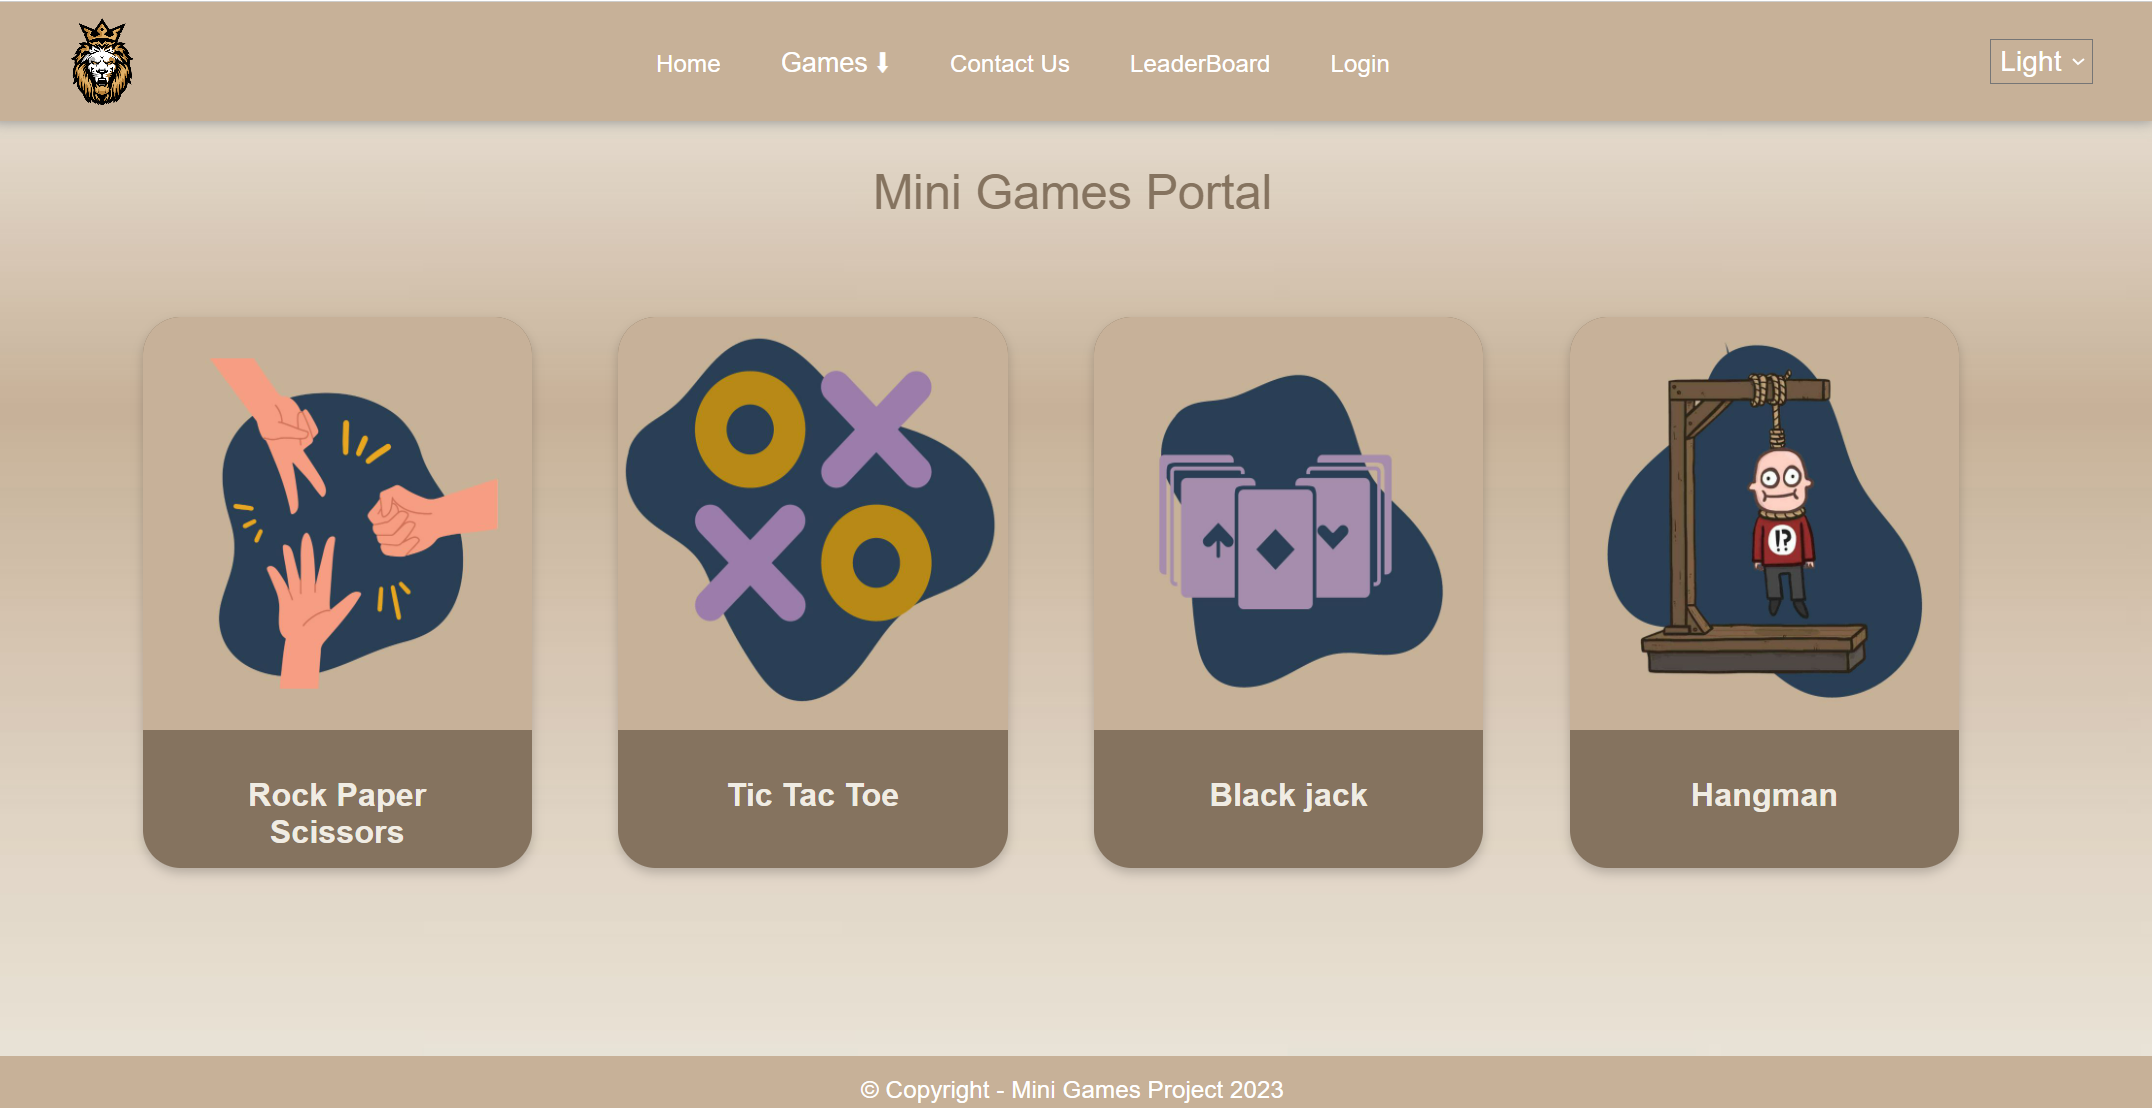 Home Games ⬇ Contact Us LeaderBoard Login Light
Mini Games Portal
!?
Rock Paper
Scissors
Tic Tac Toe
Black jack
Hangman
© Copyright - Mini Games Project 2023